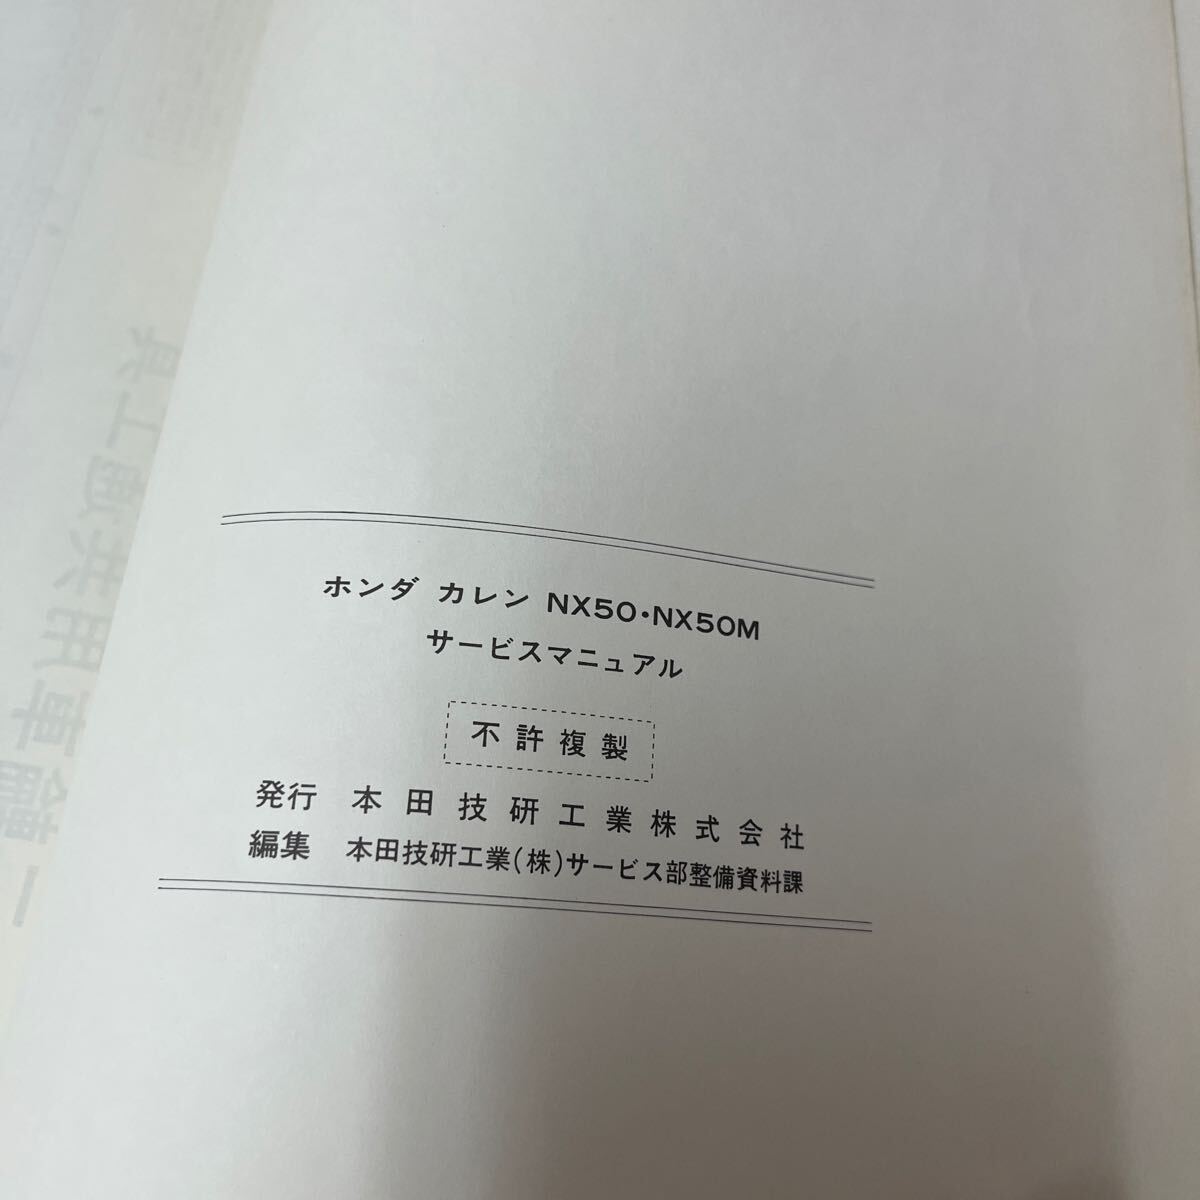 ホンダ カレン NX50・NX50M
サービスマニュアル
不許複製
発行 本田技研工業株式会社
編集 本田技研工業(株)サービス部整備資料課